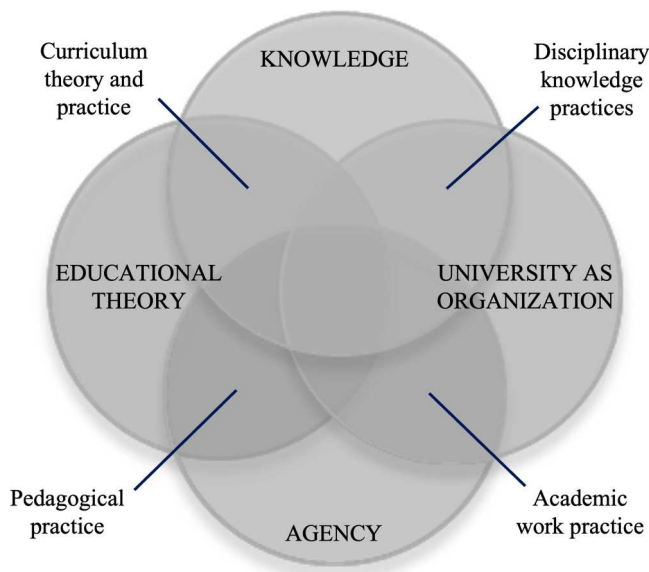 Curriculum
theory and
practice
KNOWLEDGE
Disciplinary
knowledge
practices
EDUCATIONAL
THEORY
UNIVERSITY AS
ORGANIZATION
Pedagogical
practice
AGENCY
Academic
work practice